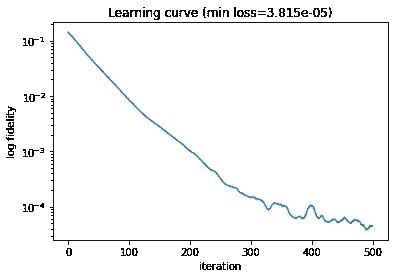 Learning curve (min loss=3.815e-05)
10⁻¹
10⁻²
10⁻³
10⁻⁴
log fidelity
0 100 200 300 400 500
iteration